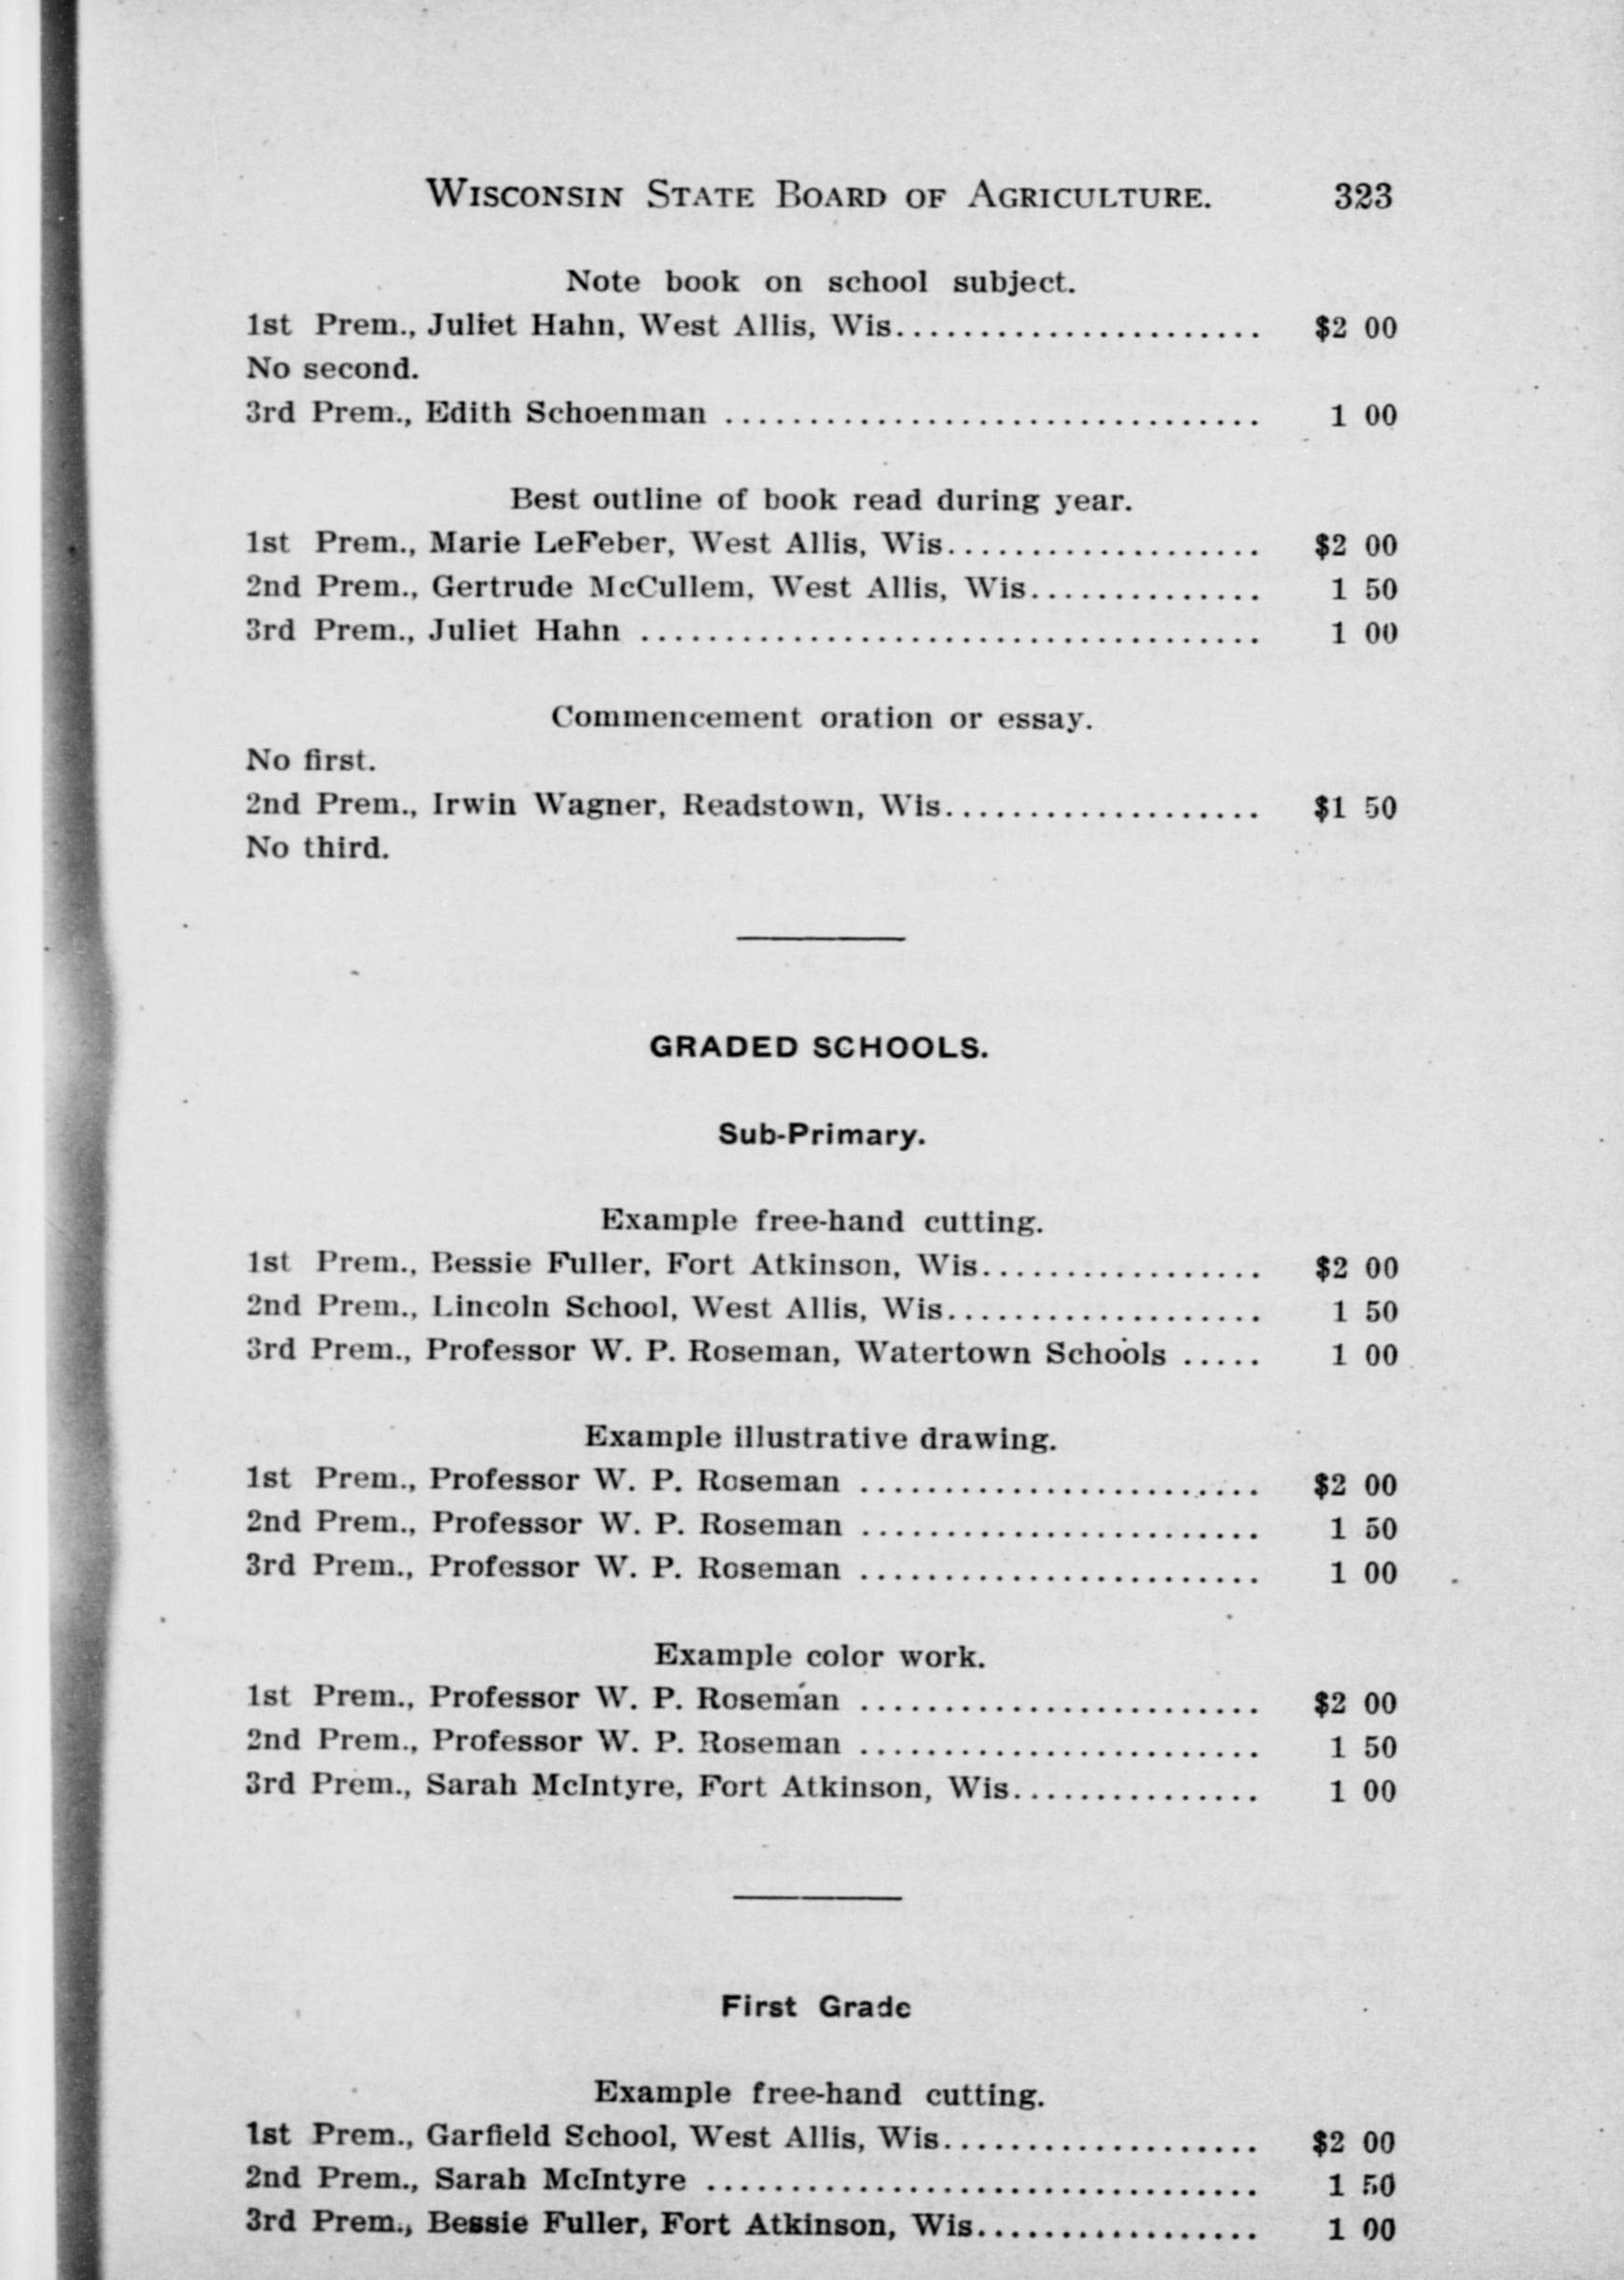 WISCONSIN STATE BOARD OF AGRICULTURE. 323
Note book on school subject.
1st Prem., Juliet Hahn, West Allis, Wis...................... $2 00
No second.
3rd Prem., Edith Schoenman ................................ 1 00
Best outline of book read during year.
1st Prem., Marie LeFeber, West Allis, Wis................... $2 00
2nd Prem., Gertrude McCullem, West Allis, Wis.............. 1 50
3rd Prem., Juliet Hahn ..................................... 1 00
Commencement oration or essay.
No first.
2nd Prem., Irwin Wagner, Readstown, Wis................... $1 50
No third.
GRADED SCHOOLS.
Sub-Primary.
Example free-hand cutting.
1st Prem., Bessie Fuller, Fort Atkinson, Wis................. $2 00
2nd Prem., Lincoln School, West Allis, Wis................... 1 50
3rd Prem., Professor W. P. Roseman, Watertown Schools ..... 1 00
Example illustrative drawing.
1st Prem., Professor W. P. Roseman ........................ $2 00
2nd Prem., Professor W. P. Roseman ........................ 1 50
3rd Prem., Professor W. P. Roseman ........................ 1 00
Example color work.
1st Prem., Professor W. P. Roseman ........................ $2 00
2nd Prem., Professor W. P. Roseman ........................ 1 50
3rd Prem., Sarah McIntyre, Fort Atkinson, Wis............... 1 00
First Grade
Example free-hand cutting.
1st Prem., Garfield School, West Allis, Wis................... $2 00
2nd Prem., Sarah McIntyre ................................. 1 50
3rd Prem., Bessie Fuller, Fort Atkinson, Wis................. 1 00